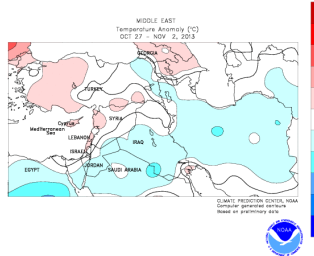 MIDDLE EAST
Temperature Anomaly (°C)
OCT 27 - NOV 2, 2013
GEORGIA
TURKEY
Cyprus
SYRIA
Mediterranean
Sea
LEBANON
IRAQ
ISRAEL
JORDAN
EGYPT
SAUDI ARABIA
CLIMATE PREDICTION CENTER, NOAA
Computer generated contours
Based on preliminary data
NOAA